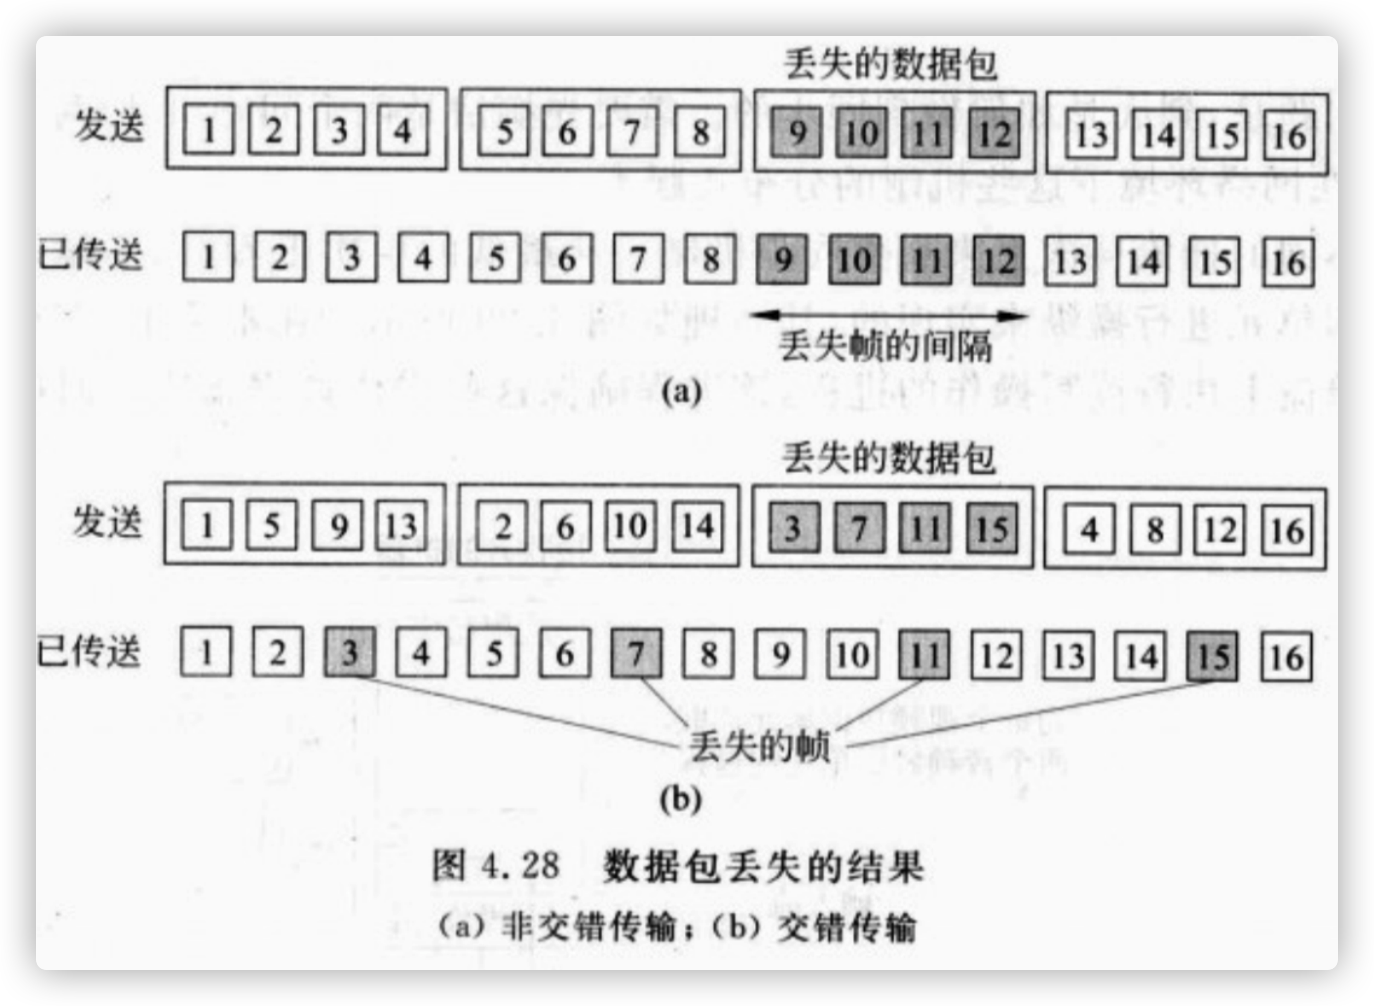 丢失的数据包
发送 1 2 3 4 5 6 7 8 9 10 11 12 13 14 15 16
已传送 1 2 3 4 5 6 7 8 9 10 11 12 13 14 15 16
丢失帧的间隔
(a)
丢失的数据包
发送 1 5 9 13 2 6 10 14 3 7 11 15 4 8 12 16
已传送 1 2 3 4 5 6 7 8 9 10 11 12 13 14 15 16
丢失的帧
(b)
图 4.28 数据包丢失的结果
(a) 非交错传输；(b) 交错传输